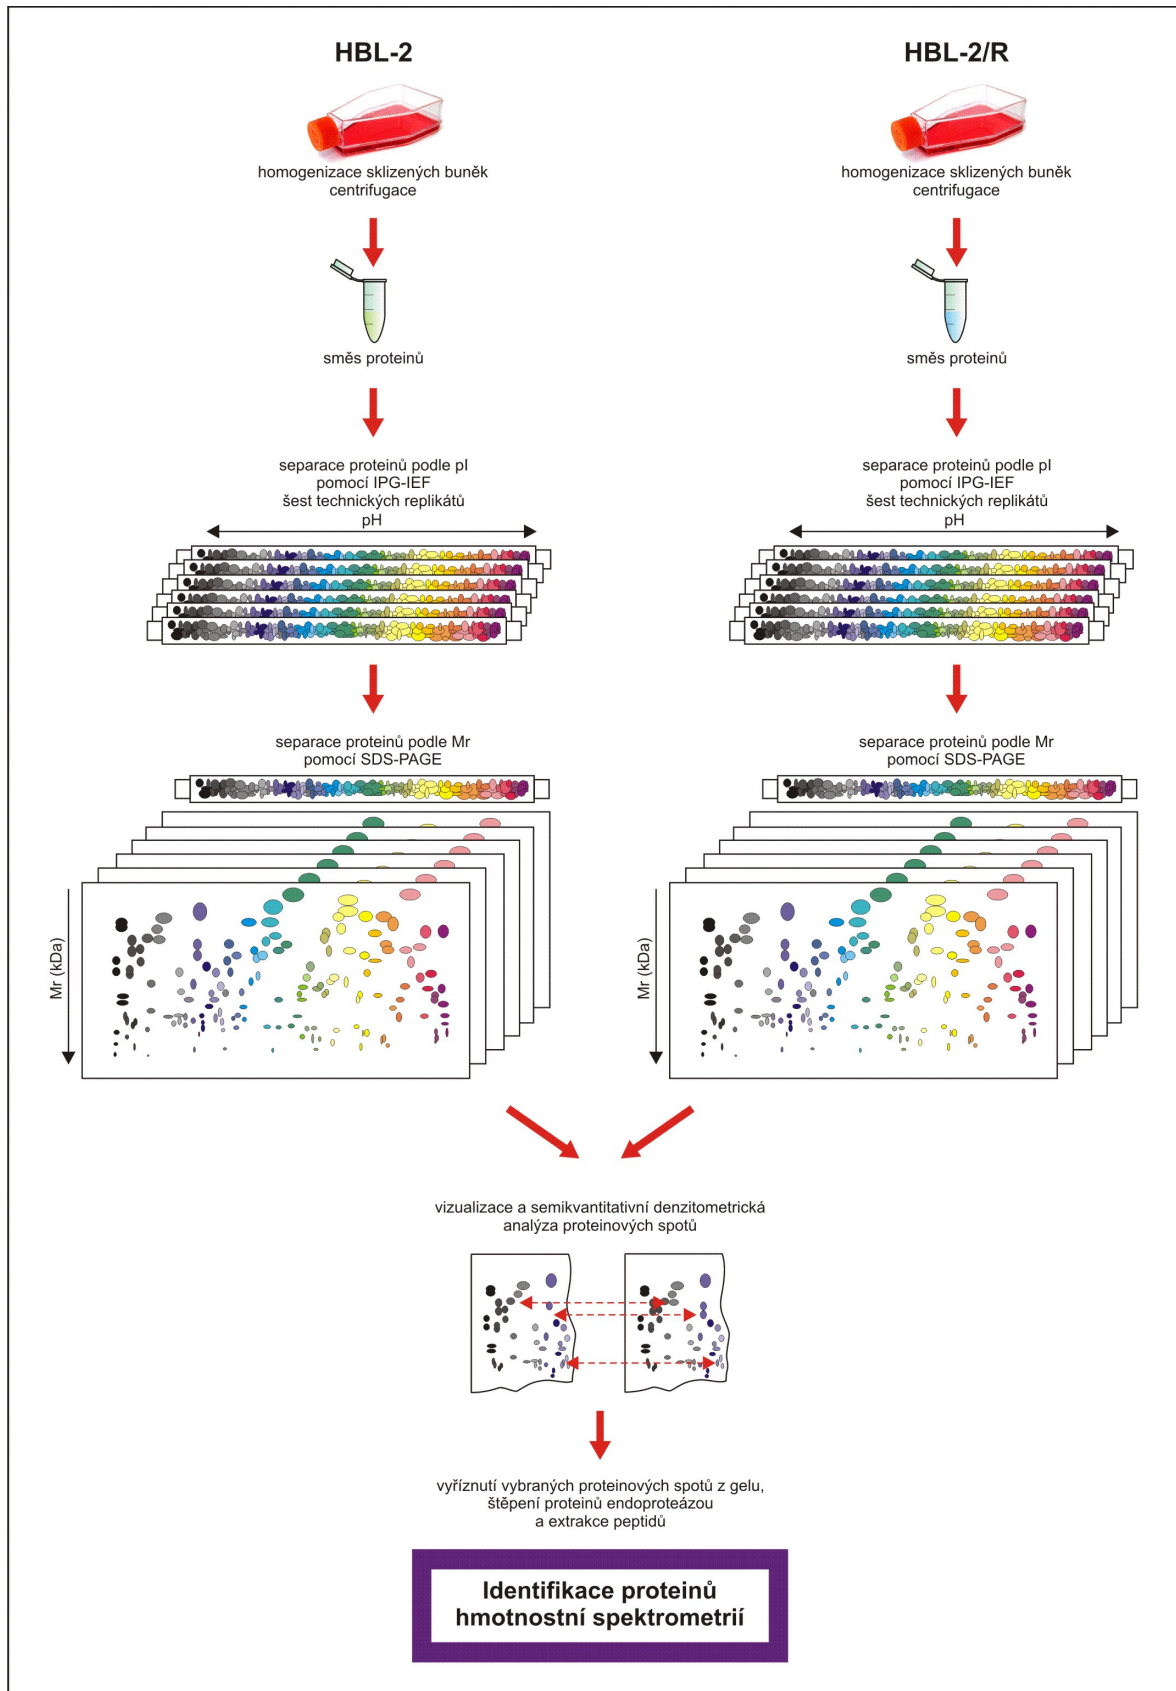 HBL-2
homogenizace sklizených buněk
centrifugace
směs proteinů
separace proteinů podle pI
pomocí IPG-IEF
šest technických replikátů
pH
separace proteinů podle Mr
pomocí SDS-PAGE
Mr (kDa)
HBL-2/R
homogenizace sklizených buněk
centrifugace
směs proteinů
separace proteinů podle pI
pomocí IPG-IEF
šest technických replikátů
pH
separace proteinů podle Mr
pomocí SDS-PAGE
Mr (kDa)
vizualizace a semikvantitativní denzitometrická
analýza proteinových spotů
vyříznutí vybraných proteinových spotů z gelu,
štěpení proteinů endoproteázou
a extrakce peptidů
Identifikace proteinů
hmotnostní spektrometrií